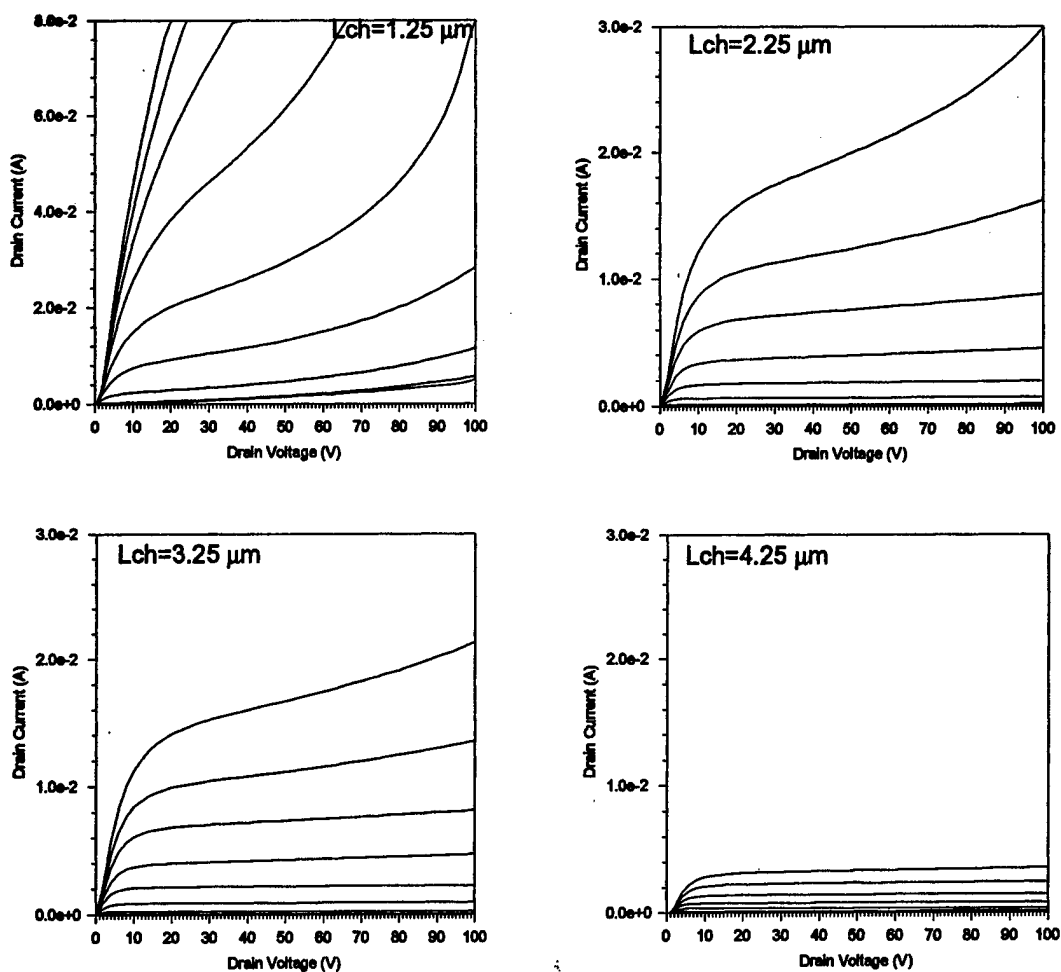 Lch=1.25 μm
8.0e-2
6.0e-2
4.0e-2
2.0e-2
0.0e+0
Drain Current (A)
0 10 20 30 40 50 60 70 80 90 100
Drain Voltage (V)
Lch=2.25 μm
3.0e-2
2.0e-2
1.0e-2
0.0e+0
Drain Current (A)
0 10 20 30 40 50 60 70 80 90 100
Drain Voltage (V)
Lch=3.25 μm
3.0e-2
2.0e-2
1.0e-2
0.0e+0
Drain Current (A)
0 10 20 30 40 50 60 70 80 90 100
Drain Voltage (V)
Lch=4.25 μm
3.0e-2
2.0e-2
1.0e-2
0.0e+0
Drain Current (A)
0 10 20 30 40 50 60 70 80 90 100
Drain Voltage (V)